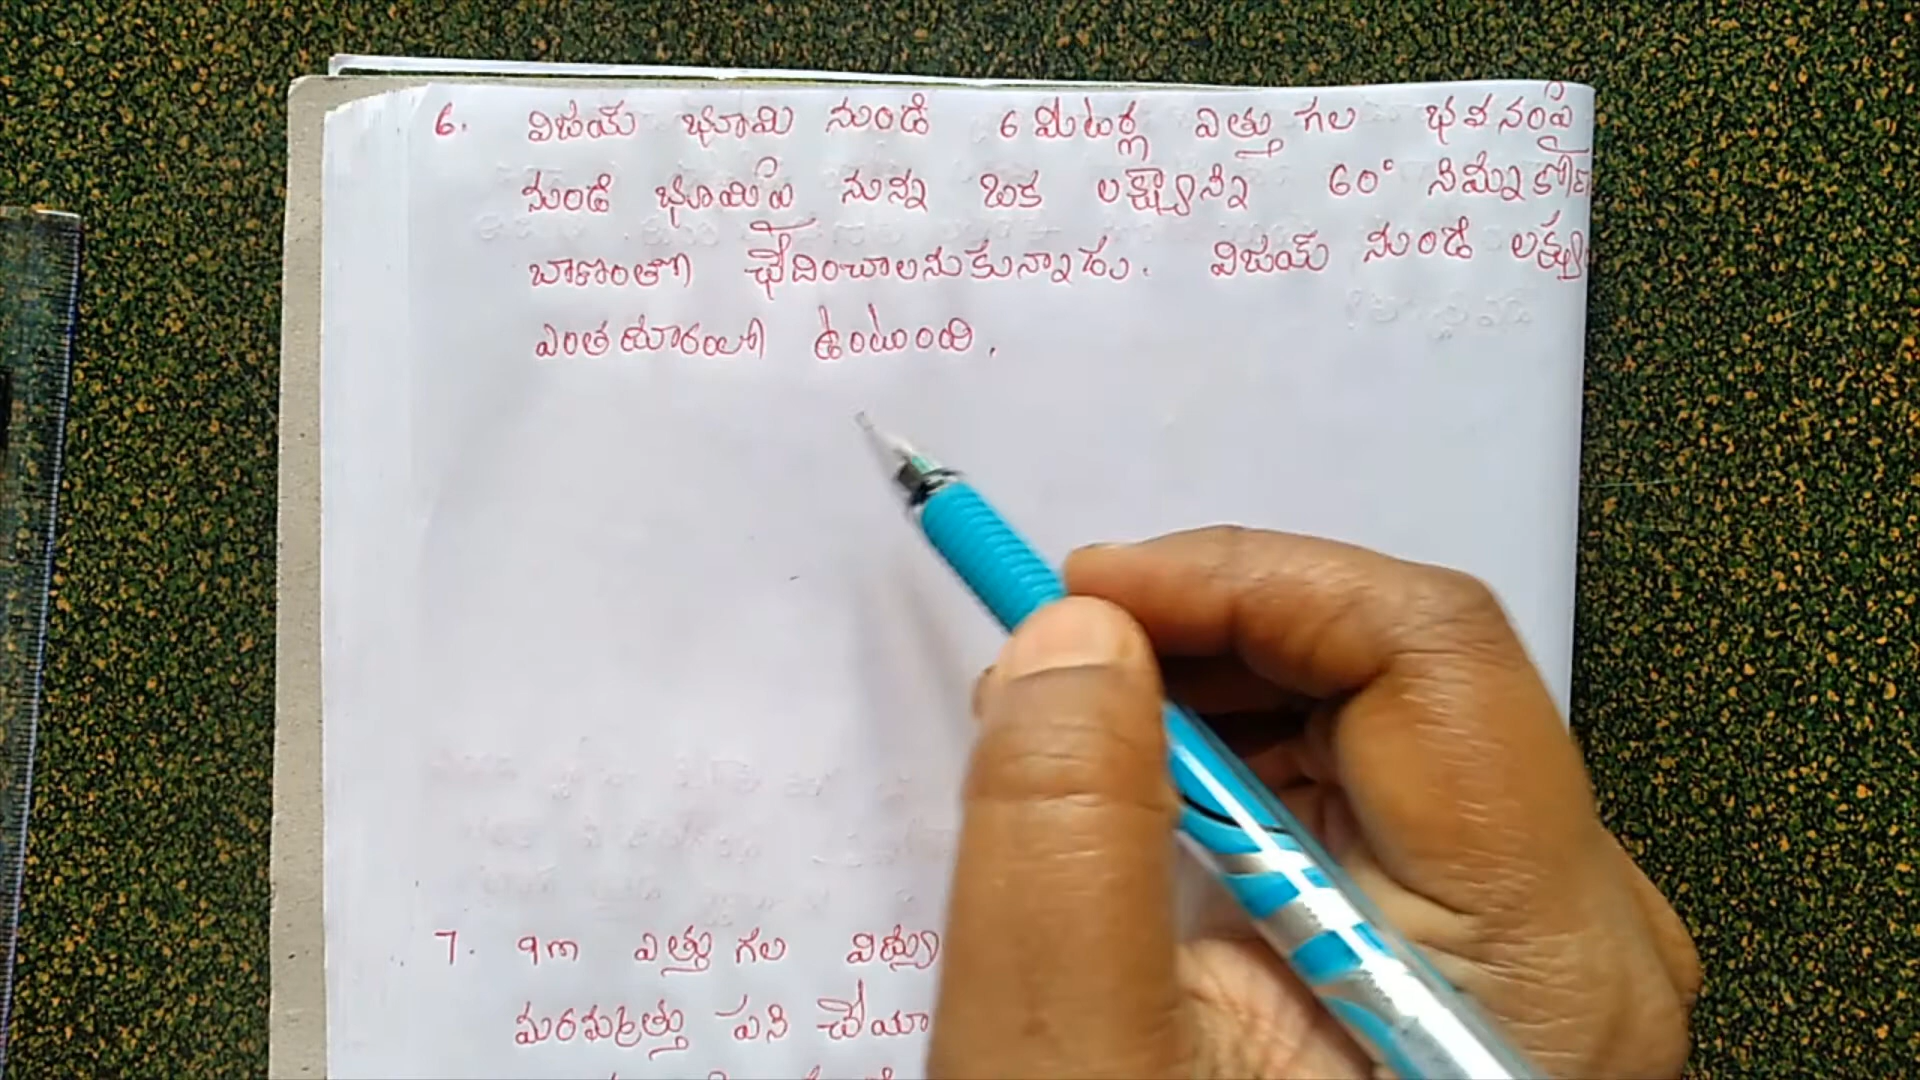 6. విజయ్ భూమి నుండి 6 మీటర్ల ఎత్తు గల భవనంపై
నుండి భూమిపై నున్న ఒక లక్ష్యాన్ని 60° నిమ్న కోణ
బాణంతో ఛేదించాలనుకున్నాడు. విజయ్ నుండి లక్ష్య
ఎంత దూరంలో ఉంటుంది.
7. 9m ఎత్తు గల విద్యు
మరమ్మత్తు పని చేయా